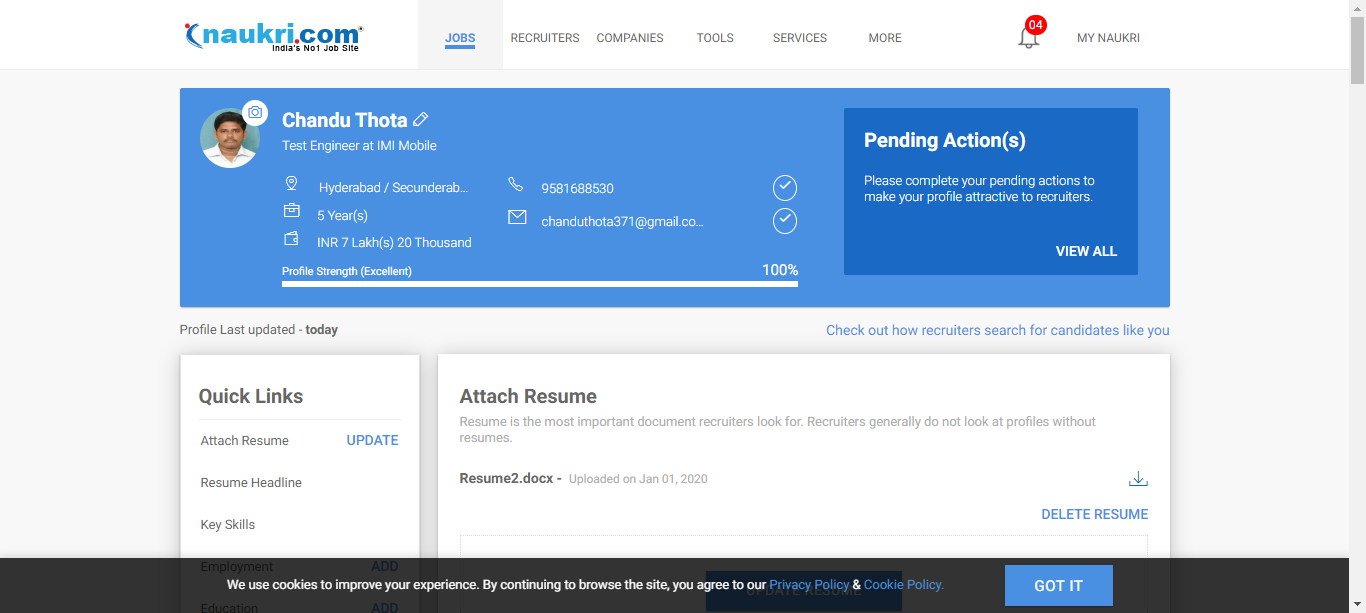 naukri.com
India's No1 Job Site
JOBS
RECRUITERS
COMPANIES
TOOLS
SERVICES
MORE
04
MY NAUKRI
Chandu Thota
Test Engineer at IMI Mobile
Hyderabad / Secunderab...
5 Year(s)
INR 7 Lakh(s) 20 Thousand
9581688530
chanduthota371@gmail.co...
Profile Strength (Excellent)
100%
Pending Action(s)
Please complete your pending actions to
make your profile attractive to recruiters.
VIEW ALL
Profile Last updated - today
Check out how recruiters search for candidates like you
Quick Links
Attach Resume UPDATE
Resume Headline
Key Skills
Employment ADD
Education ADD
Attach Resume
Resume is the most important document recruiters look for. Recruiters generally do not look at profiles without
resumes.
Resume2.docx - Uploaded on Jan 01, 2020
DELETE RESUME
UPDATE RESUME
We use cookies to improve your experience. By continuing to browse the site, you agree to our Privacy Policy & Cookie Policy.
GOT IT